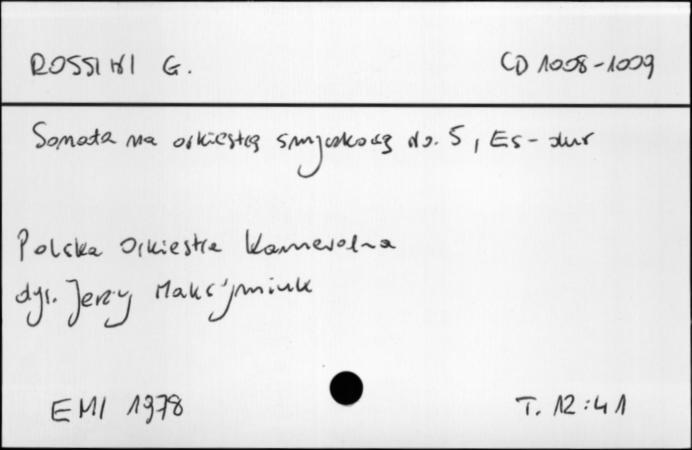 ROSSINI G.
CD 1008-1009
Sonata na orkiestrę smyczkową no. 5, Es-dur
Polska Orkiestra Kameralna
dyr. Jerzy Maksymiuk
EMI 1978
T. 12:41